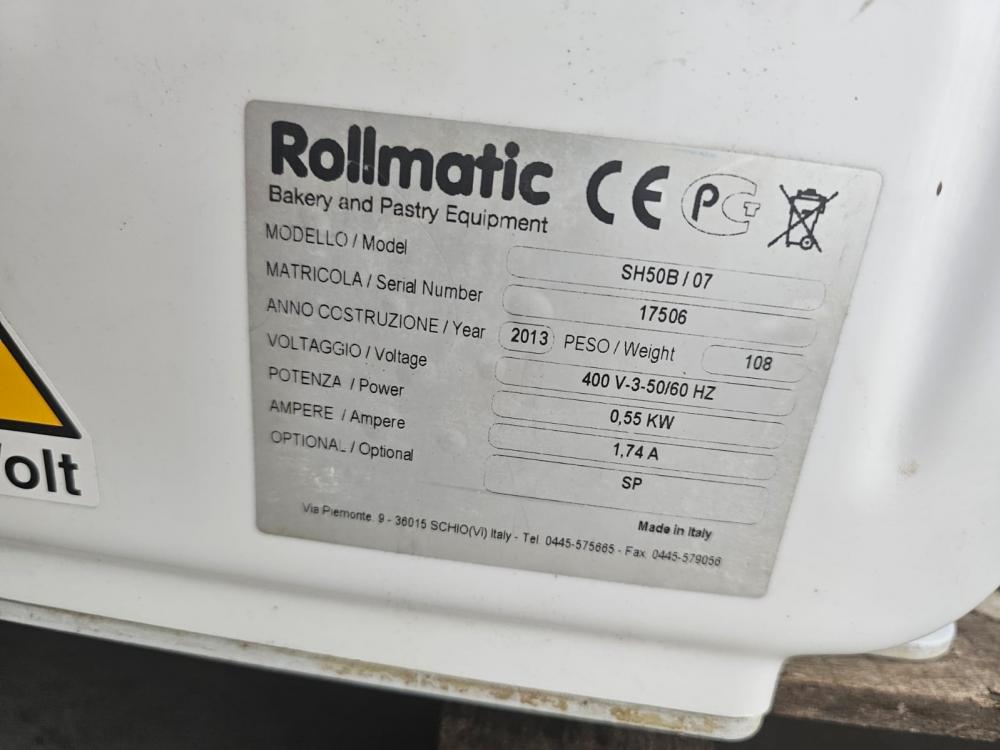 Rollmatic CE PCT
Bakery and Pastry Equipment
MODELLO / Model SH50B / 07
MATRICOLA / Serial Number 17506
ANNO COSTRUZIONE / Year 2013 PESO / Weight 108
VOLTAGGIO / Voltage 400 V-3-50/60 HZ
POTENZA / Power 0,55 KW
AMPERE / Ampere 1,74 A
OPTIONAL / Optional SP
Made in Italy
Via Piemonte 9 - 36015 SCHIO(VI) Italy - Tel. 0445-575665 - Fax. 0445-579056
olt